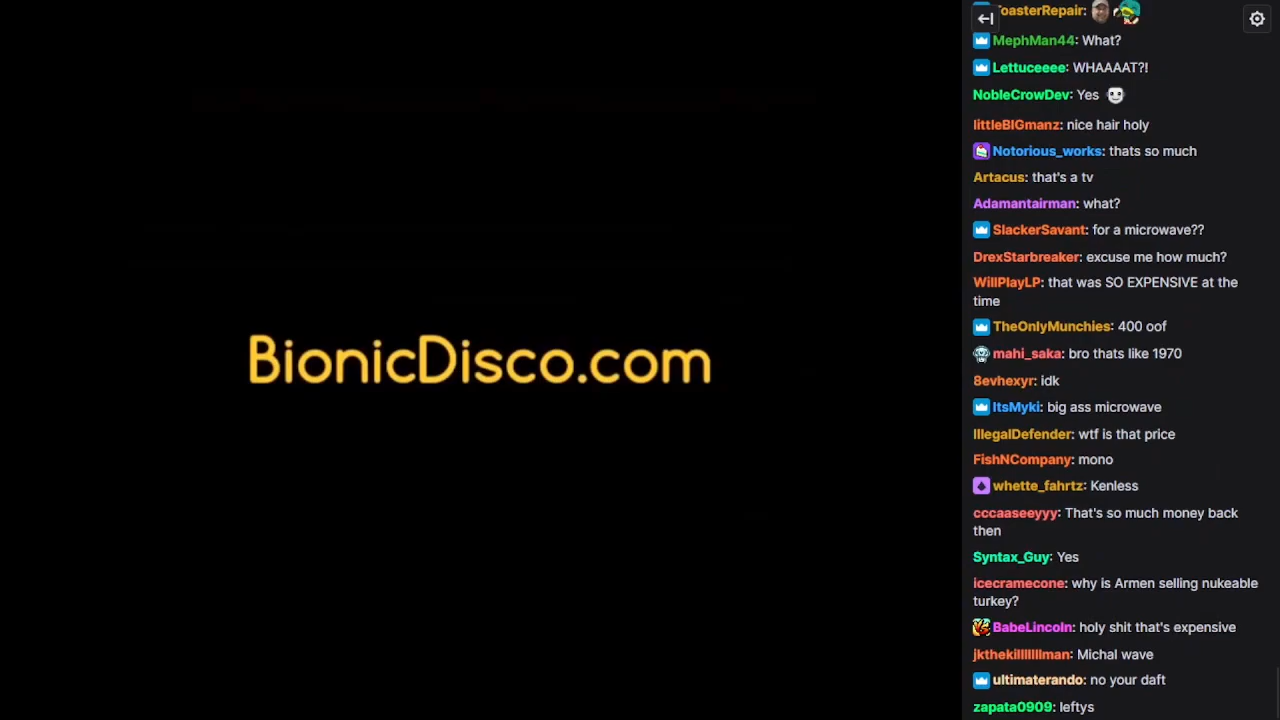 BionicDisco.com
ToasterRepair:
MephMan44: What?
Lettuceeee: WHAAAAT?!
NobleCrowDev: Yes
littleBIGmanz: nice hair holy
Notorious_works: thats so much
Artacus: that's a tv
Adamantairman: what?
SlackerSavant: for a microwave??
DrexStarbreaker: excuse me how much?
WillPlayLP: that was SO EXPENSIVE at the
time
TheOnlyMunchies: 400 oof
mahi_saka: bro thats like 1970
8evhexyr: idk
ItsMyki: big ass microwave
IllegalDefender: wtf is that price
FishNCompany: mono
whette_fahrtz: Kenless
cccaaseeyyy: That's so much money back
then
Syntax_Guy: Yes
icecramecone: why is Armen selling nukeable
turkey?
BabeLincoln: holy shit that's expensive
jkthekillllllllman: Michal wave
ultimaterando: no your daft
zapata0909: leftys